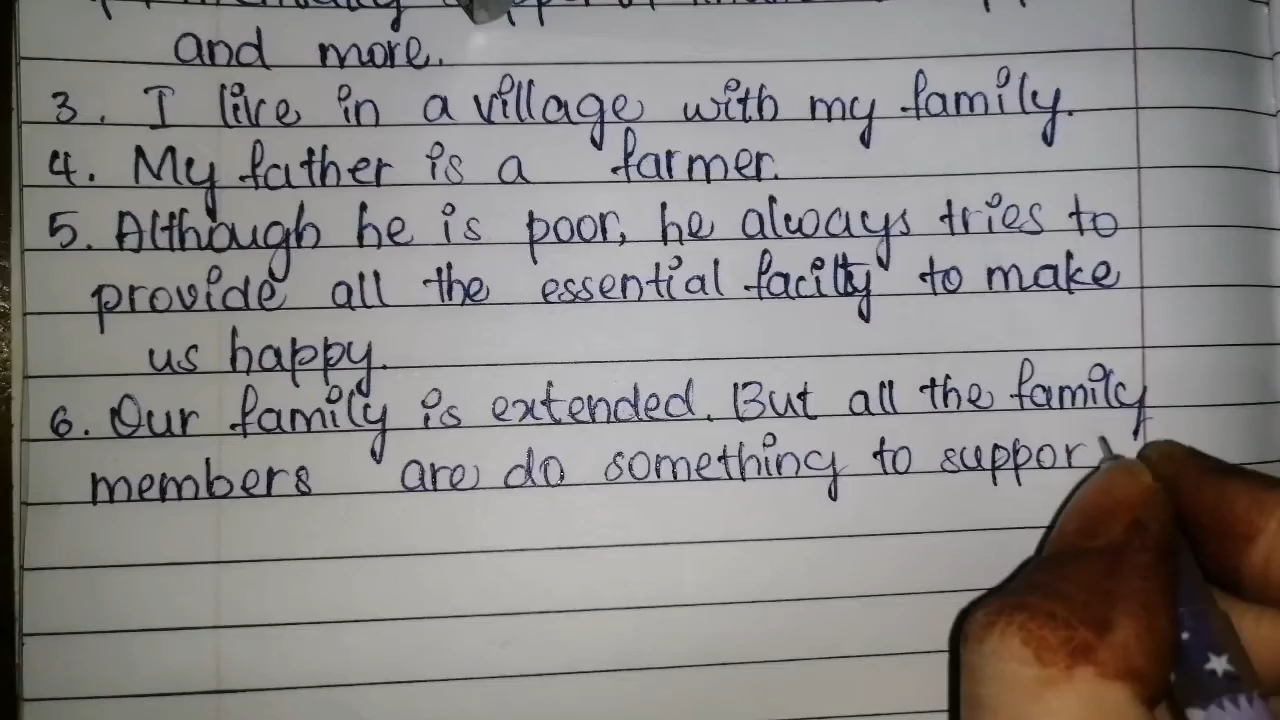 and more.
3. I live in a village with my family.
4. My father is a farmer.
5. Although he is poor, he always tries to
provide all the essential facilty to make
us happy.
6. Our family is extended. But all the family
members are do something to suppor